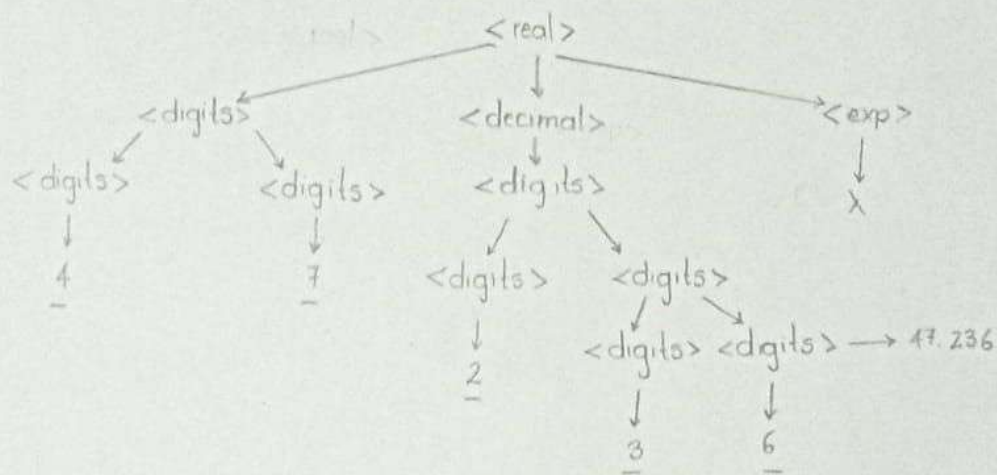 <real>
<digits> <decimal> <exp>
<digits> <digits> <digits> λ
4 7 <digits> <digits>
2 <digits> <digits> → 47.236
3 6